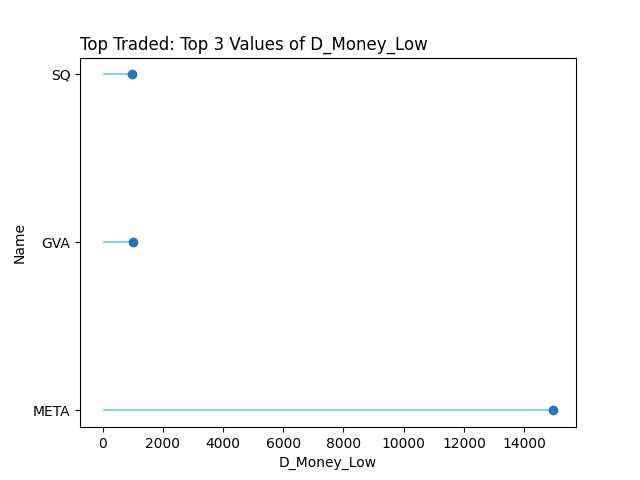 Top Traded: Top 3 Values of D_Money_Low
SQ
GVA
META
Name
0 2000 4000 6000 8000 10000 12000 14000
D_Money_Low